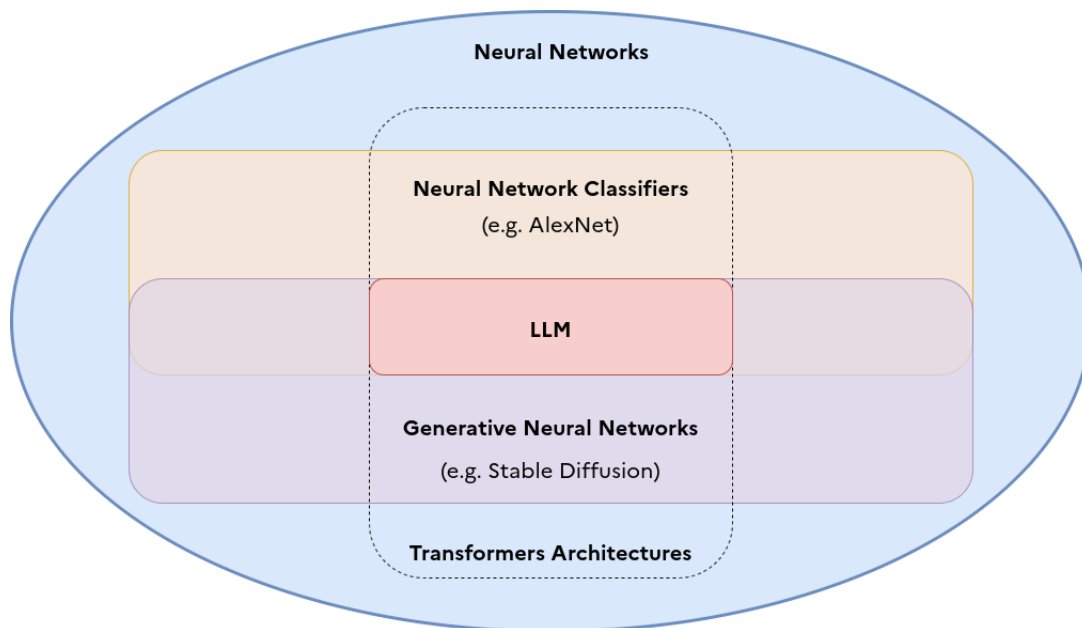 Neural Networks
Neural Network Classifiers
(e.g. AlexNet)
LLM
Generative Neural Networks
(e.g. Stable Diffusion)
Transformers Architectures